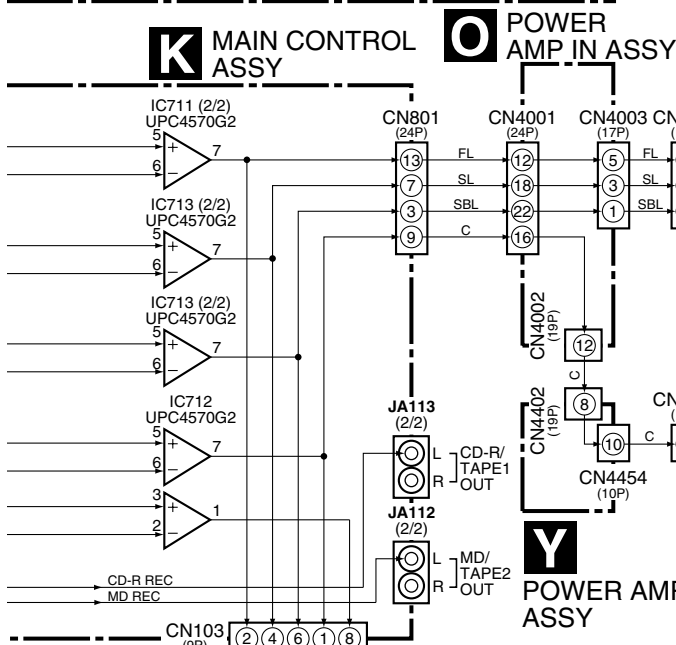 K MAIN CONTROL
ASSY
O POWER
AMP IN ASSY
IC711 (2/2)
UPC4570G2
5
+
7
6
−
IC713 (2/2)
UPC4570G2
5
+
7
6
−
IC713 (2/2)
UPC4570G2
5
+
7
6
−
IC712
UPC4570G2
5
+
7
6
−
3
+
1
2
−
CD-R REC
MD REC
CN103
(9P)
2 4 6 1 8
CN801
(24P)
13
7
3
9
FL
SL
SBL
C
CN4001
(24P)
12
18
22
16
CN4003
(17P)
5
3
1
FL
SL
SBL
CN
CN4002
(19P)
12
C
CN4402
(19P)
8
10
C
CN
CN4454
(10P)
JA113
(2/2)
L
R
CD-R/
TAPE1
OUT
JA112
(2/2)
L
R
MD/
TAPE2
OUT
Y
POWER AMP
ASSY